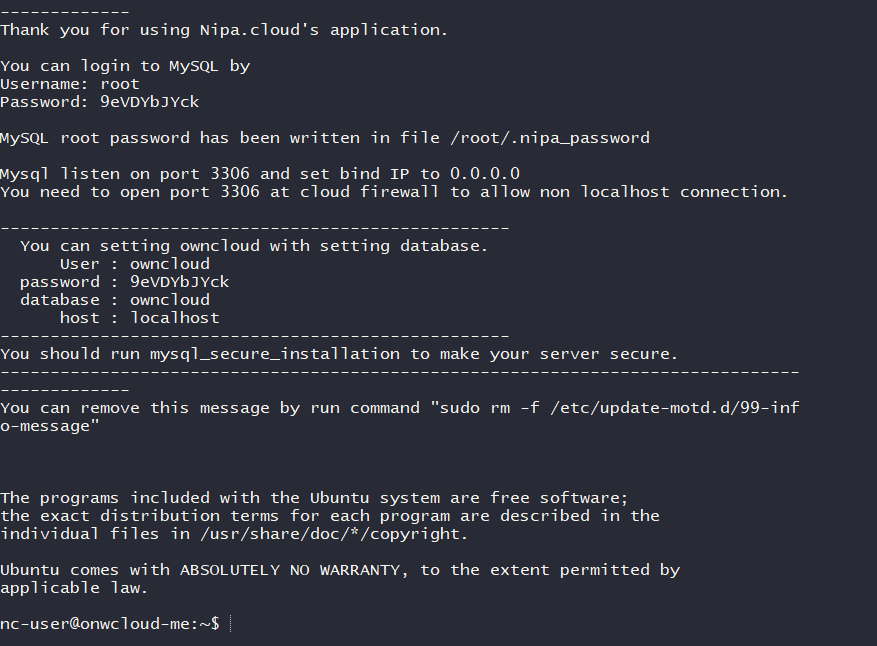 -------------
Thank you for using Nipa.cloud's application.
You can login to MySQL by
Username: root
Password: 9eVDYbJYck
MySQL root password has been written in file /root/.nipa_password
Mysql listen on port 3306 and set bind IP to 0.0.0.0
You need to open port 3306 at cloud firewall to allow non localhost connection.
---------------------------------------------------
  You can setting owncloud with setting database.
      User : owncloud
  password : 9eVDYbJYck
  database : owncloud
      host : localhost
---------------------------------------------------
You should run mysql_secure_installation to make your server secure.
--------------------------------------------------------------------------------
-------------
You can remove this message by run command "sudo rm -f /etc/update-motd.d/99-inf
o-message"
The programs included with the Ubuntu system are free software;
the exact distribution terms for each program are described in the
individual files in /usr/share/doc/*/copyright.
Ubuntu comes with ABSOLUTELY NO WARRANTY, to the extent permitted by
applicable law.
nc-user@onwcloud-me:~$